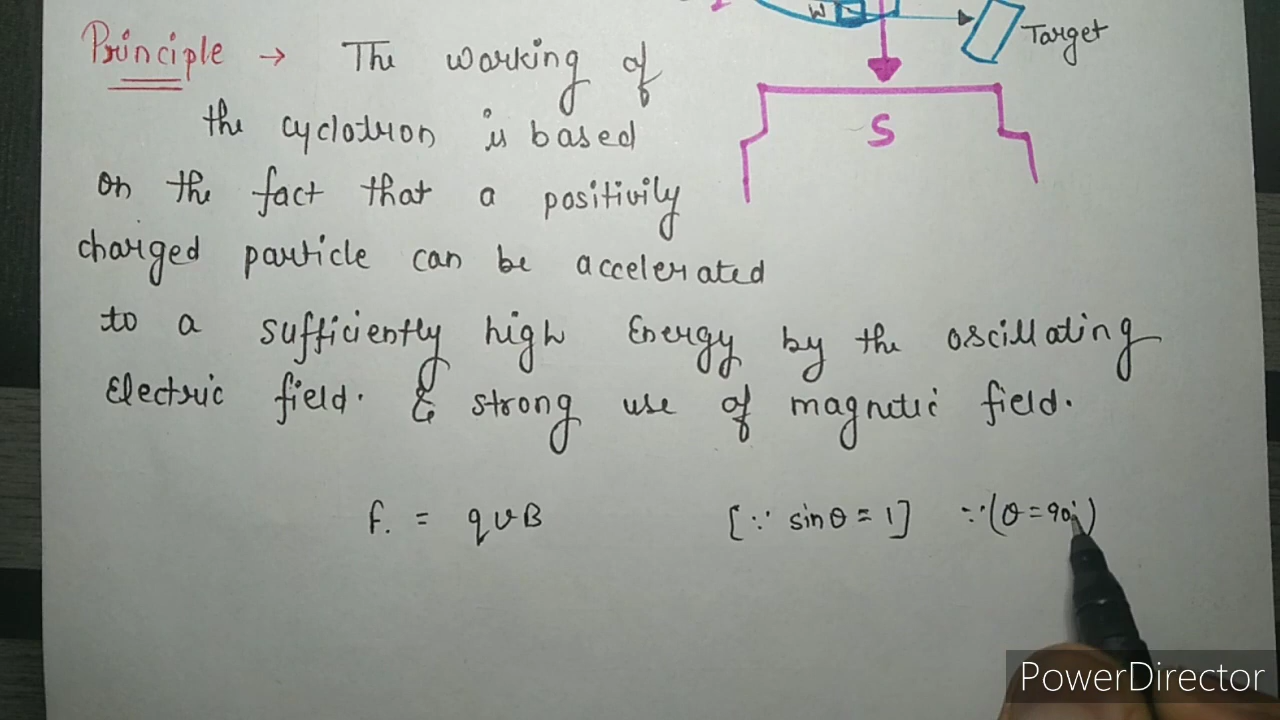 W
Target
S
Principle → The working of
the cyclotron is based
on the fact that a positivily
charged particle can be accelerated
to a sufficiently high Energy by the oscillating
Electric field. & strong use of magnetic field.
F. = qvB [∵ sinθ = 1] ∵(θ = 90°)
PowerDirector